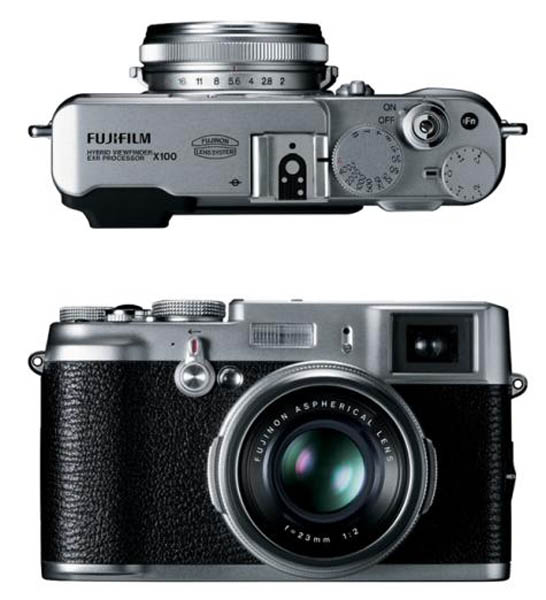 16 11 8 5.6 4 2.8 2
ON
OFF
Fn
FUJIFILM
HYBRID VIEWFINDER
EXR PROCESSOR X100
FUJINON
LENS SYSTEM
FUJINON ASPHERICAL LENS
f=23mm 1:2